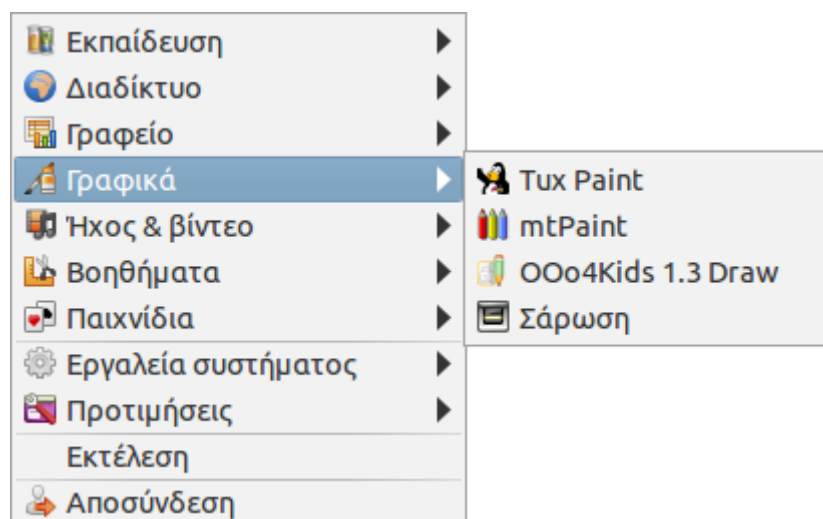 Εκπαίδευση
Διαδίκτυο
Γραφείο
Γραφικά
Ήχος & βίντεο
Βοηθήματα
Παιχνίδια
Εργαλεία συστήματος
Προτιμήσεις
Εκτέλεση
Αποσύνδεση
Tux Paint
mtPaint
OOo4Kids 1.3 Draw
Σάρωση